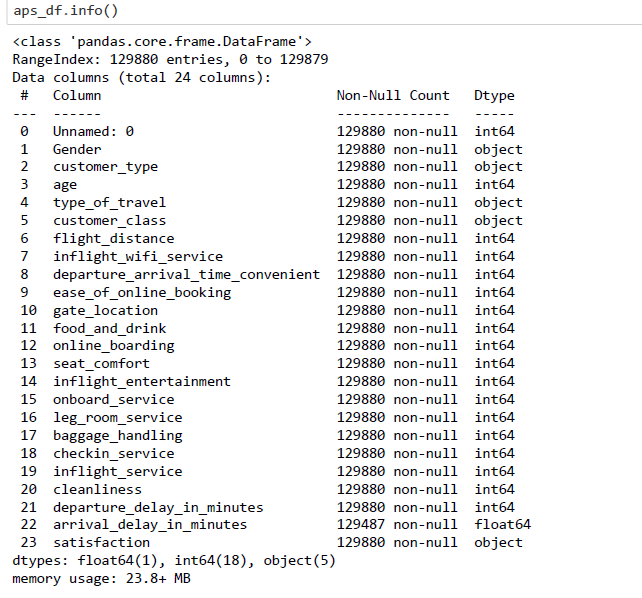 aps_df.info()
<class 'pandas.core.frame.DataFrame'>
RangeIndex: 129880 entries, 0 to 129879
Data columns (total 24 columns):
 #   Column                             Non-Null Count   Dtype
---  ------                             --------------   -----
 0   Unnamed: 0                         129880 non-null  int64
 1   Gender                             129880 non-null  object
 2   customer_type                      129880 non-null  object
 3   age                                129880 non-null  int64
 4   type_of_travel                     129880 non-null  object
 5   customer_class                     129880 non-null  object
 6   flight_distance                    129880 non-null  int64
 7   inflight_wifi_service              129880 non-null  int64
 8   departure_arrival_time_convenient  129880 non-null  int64
 9   ease_of_online_booking             129880 non-null  int64
 10  gate_location                      129880 non-null  int64
 11  food_and_drink                     129880 non-null  int64
 12  online_boarding                    129880 non-null  int64
 13  seat_comfort                       129880 non-null  int64
 14  inflight_entertainment             129880 non-null  int64
 15  onboard_service                    129880 non-null  int64
 16  leg_room_service                   129880 non-null  int64
 17  baggage_handling                   129880 non-null  int64
 18  checkin_service                    129880 non-null  int64
 19  inflight_service                   129880 non-null  int64
 20  cleanliness                        129880 non-null  int64
 21  departure_delay_in_minutes         129880 non-null  int64
 22  arrival_delay_in_minutes           129487 non-null  float64
 23  satisfaction                       129880 non-null  object
dtypes: float64(1), int64(18), object(5)
memory usage: 23.8+ MB